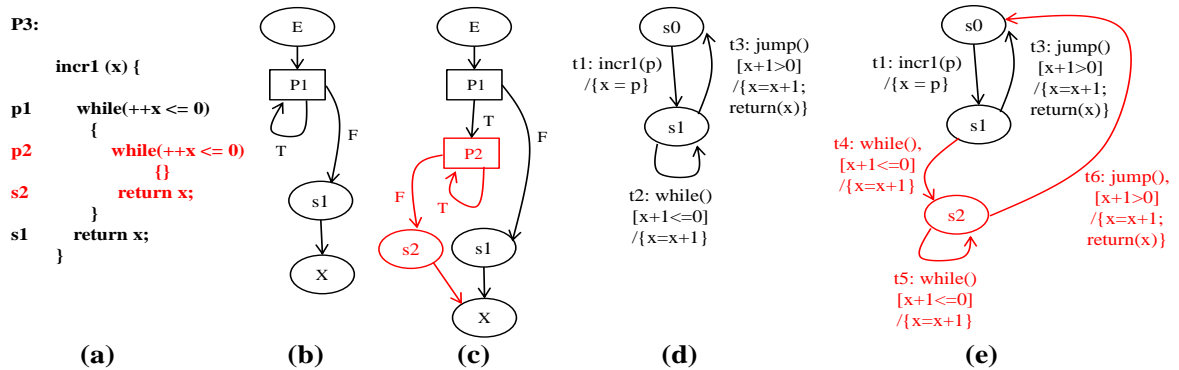 P3:
incr1 (x) {
p1 while(++x <= 0)
{
p2 while(++x <= 0)
{}
s2 return x;
}
s1 return x;
}
(a)
E
P1
T
F
s1
X
(b)
E
P1
T
F
P2
F
T
s2
s1
X
(c)
s0
t1: incr1(p)
/{x = p}
t3: jump()
[x+1>0]
/{x=x+1;
return(x)}
s1
t2: while()
[x+1<=0]
/{x=x+1}
(d)
s0
t1: incr1(p)
/{x = p}
t3: jump()
[x+1>0]
/{x=x+1;
return(x)}
s1
t4: while(),
[x+1<=0]
/{x=x+1}
t6: jump(),
[x+1>0]
/{x=x+1;
return(x)}
s2
t5: while()
[x+1<=0]
/{x=x+1}
(e)